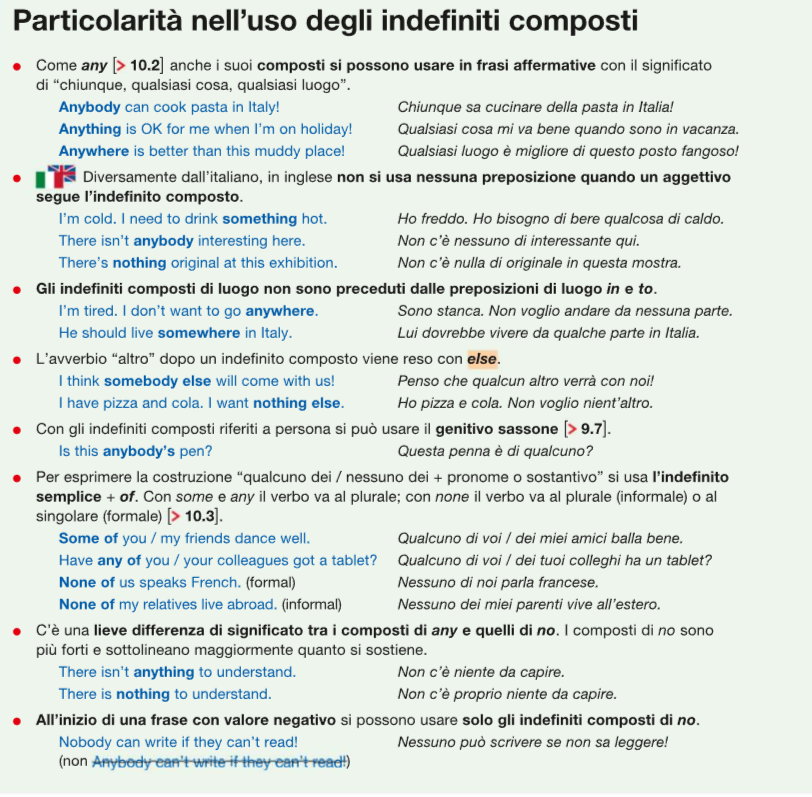 Particolarità nell'uso degli indefiniti composti
• Come any [> 10.2] anche i suoi composti si possono usare in frasi affermative con il significato
di “chiunque, qualsiasi cosa, qualsiasi luogo”.
Anybody can cook pasta in Italy! Chiunque sa cucinare della pasta in Italia!
Anything is OK for me when I'm on holiday! Qualsiasi cosa mi va bene quando sono in vacanza.
Anywhere is better than this muddy place! Qualsiasi luogo è migliore di questo posto fangoso!
• Diversamente dall'italiano, in inglese non si usa nessuna preposizione quando un aggettivo
segue l'indefinito composto.
I'm cold. I need to drink something hot. Ho freddo. Ho bisogno di bere qualcosa di caldo.
There isn't anybody interesting here. Non c'è nessuno di interessante qui.
There's nothing original at this exhibition. Non c'è nulla di originale in questa mostra.
• Gli indefiniti composti di luogo non sono preceduti dalle preposizioni di luogo in e to.
I'm tired. I don't want to go anywhere. Sono stanca. Non voglio andare da nessuna parte.
He should live somewhere in Italy. Lui dovrebbe vivere da qualche parte in Italia.
• L'avverbio “altro” dopo un indefinito composto viene reso con else.
I think somebody else will come with us! Penso che qualcun altro verrà con noi!
I have pizza and cola. I want nothing else. Ho pizza e cola. Non voglio nient'altro.
• Con gli indefiniti composti riferiti a persona si può usare il genitivo sassone [> 9.7].
Is this anybody's pen? Questa penna è di qualcuno?
• Per esprimere la costruzione “qualcuno dei / nessuno dei + pronome o sostantivo” si usa l'indefinito
semplice + of. Con some e any il verbo va al plurale; con none il verbo va al plurale (informale) o al
singolare (formale) [> 10.3].
Some of you / my friends dance well. Qualcuno di voi / dei miei amici balla bene.
Have any of you / your colleagues got a tablet? Qualcuno di voi / dei tuoi colleghi ha un tablet?
None of us speaks French. (formal) Nessuno di noi parla francese.
None of my relatives live abroad. (informal) Nessuno dei miei parenti vive all'estero.
• C'è una lieve differenza di significato tra i composti di any e quelli di no. I composti di no sono
più forti e sottolineano maggiormente quanto si sostiene.
There isn't anything to understand. Non c'è niente da capire.
There is nothing to understand. Non c'è proprio niente da capire.
• All'inizio di una frase con valore negativo si possono usare solo gli indefiniti composti di no.
Nobody can write if they can't read! Nessuno può scrivere se non sa leggere!
(non Anybody can't write if they can't read!)